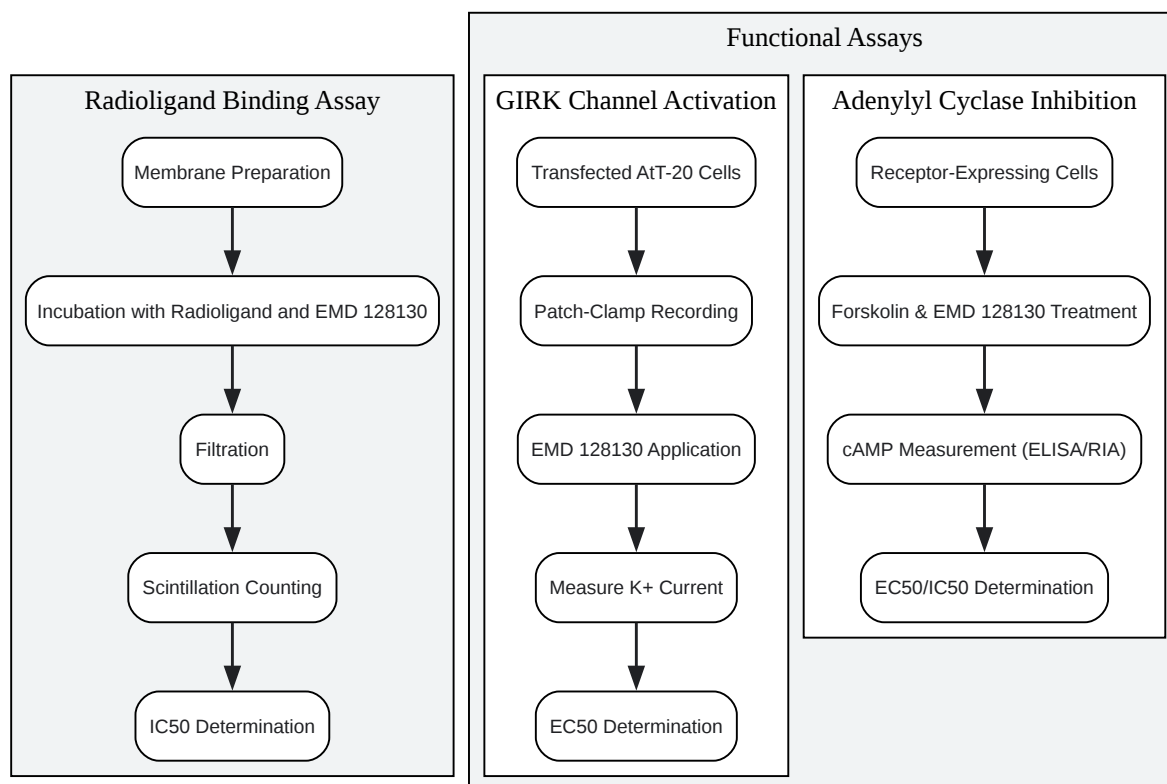 Functional Assays
Radioligand Binding Assay
Membrane Preparation
Incubation with Radioligand and EMD 128130
Filtration
Scintillation Counting
IC50 Determination
GIRK Channel Activation
Transfected AtT-20 Cells
Patch-Clamp Recording
EMD 128130 Application
Measure K+ Current
EC50 Determination
Adenylyl Cyclase Inhibition
Receptor-Expressing Cells
Forskolin & EMD 128130 Treatment
cAMP Measurement (ELISA/RIA)
EC50/IC50 Determination